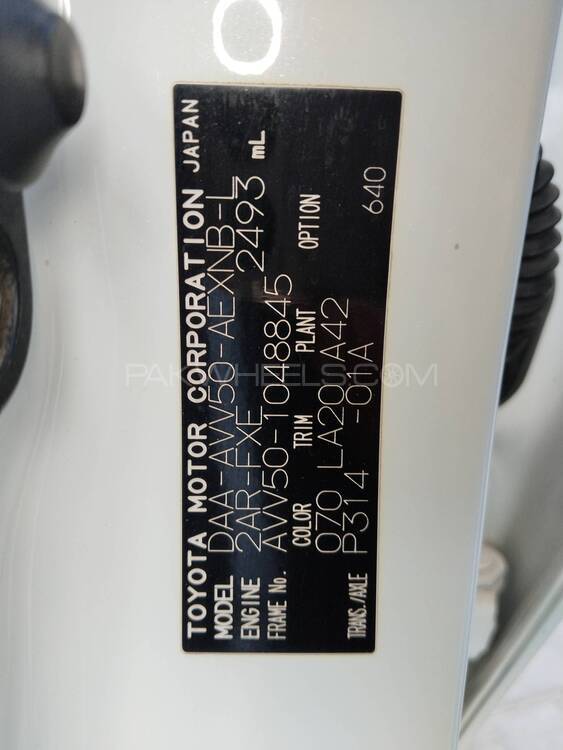 TOYOTA MOTOR CORPORATION JAPAN
MODEL DAA-AVV50-AEXNB-L
ENGINE 2AR-FXE 2493 mL
FRAME No. AVV50-1048845
COLOR TRIM PLANT OPTION
070 LA20 A42
TRANS./AXLE P314 -01A 640
PAKWHEELS.COM